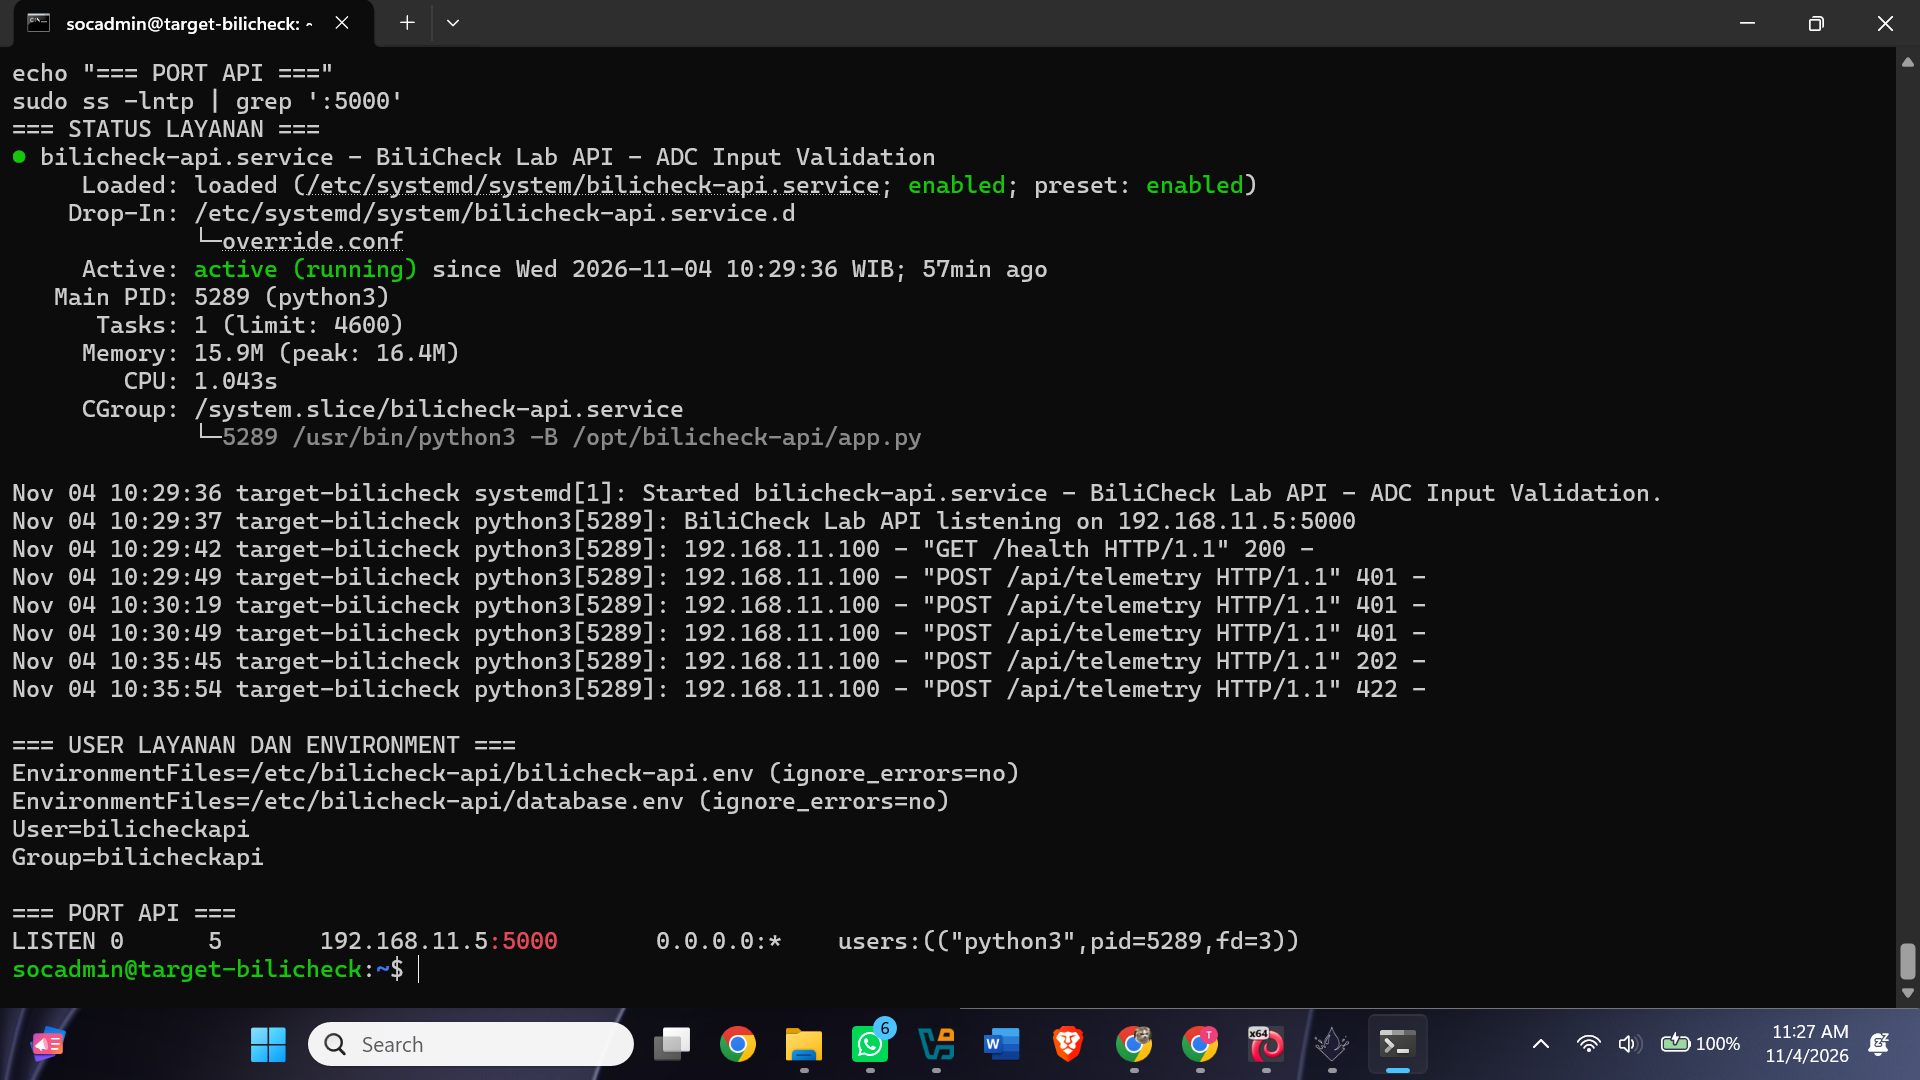 socadmin@target-bilicheck: ~
echo "=== PORT API ==="
sudo ss -lntp | grep ':5000'
=== STATUS LAYANAN ===
● bilicheck-api.service - BiliCheck Lab API - ADC Input Validation
     Loaded: loaded (/etc/systemd/system/bilicheck-api.service; enabled; preset: enabled)
    Drop-In: /etc/systemd/system/bilicheck-api.service.d
             └─override.conf
     Active: active (running) since Wed 2026-11-04 10:29:36 WIB; 57min ago
   Main PID: 5289 (python3)
      Tasks: 1 (limit: 4600)
     Memory: 15.9M (peak: 16.4M)
        CPU: 1.043s
     CGroup: /system.slice/bilicheck-api.service
             └─5289 /usr/bin/python3 -B /opt/bilicheck-api/app.py
Nov 04 10:29:36 target-bilicheck systemd[1]: Started bilicheck-api.service - BiliCheck Lab API - ADC Input Validation.
Nov 04 10:29:37 target-bilicheck python3[5289]: BiliCheck Lab API listening on 192.168.11.5:5000
Nov 04 10:29:42 target-bilicheck python3[5289]: 192.168.11.100 - "GET /health HTTP/1.1" 200 -
Nov 04 10:29:49 target-bilicheck python3[5289]: 192.168.11.100 - "POST /api/telemetry HTTP/1.1" 401 -
Nov 04 10:30:19 target-bilicheck python3[5289]: 192.168.11.100 - "POST /api/telemetry HTTP/1.1" 401 -
Nov 04 10:30:49 target-bilicheck python3[5289]: 192.168.11.100 - "POST /api/telemetry HTTP/1.1" 401 -
Nov 04 10:35:45 target-bilicheck python3[5289]: 192.168.11.100 - "POST /api/telemetry HTTP/1.1" 202 -
Nov 04 10:35:54 target-bilicheck python3[5289]: 192.168.11.100 - "POST /api/telemetry HTTP/1.1" 422 -
=== USER LAYANAN DAN ENVIRONMENT ===
EnvironmentFiles=/etc/bilicheck-api/bilicheck-api.env (ignore_errors=no)
EnvironmentFiles=/etc/bilicheck-api/database.env (ignore_errors=no)
User=bilicheckapi
Group=bilicheckapi
=== PORT API ===
LISTEN 0      5       192.168.11.5:5000       0.0.0.0:*    users:(("python3",pid=5289,fd=3))
socadmin@target-bilicheck:~$
Search
6
W
T
x64
100%
11:27 AM
11/4/2026